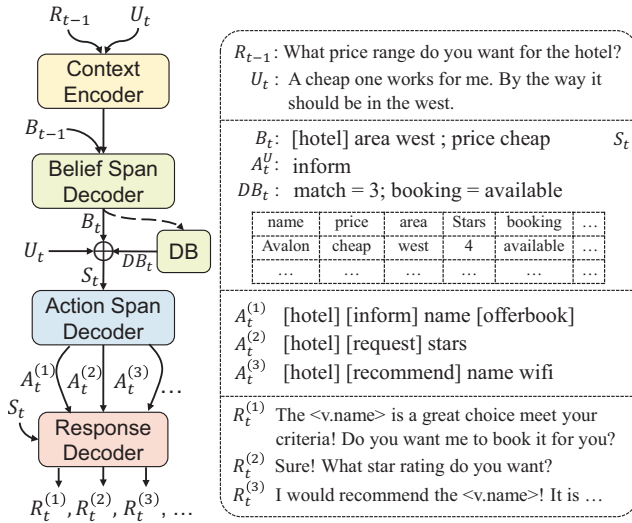 R_{t-1} U_t
Context
Encoder
B_{t-1}
Belief Span
Decoder
B_t
U_t DB_t DB
S_t
Action Span
Decoder
A_t^{(1)} A_t^{(2)} A_t^{(3)} ...
S_t
Response
Decoder
R_t^{(1)}, R_t^{(2)}, R_t^{(3)}, ...
R_{t-1}: What price range do you want for the hotel?
U_t : A cheap one works for me. By the way it
should be in the west.
B_t: [hotel] area west ; price cheap S_t
A_t^U: inform
DB_t: match = 3; booking = available
name price area Stars booking ...
Avalon cheap west 4 available ...
... ... ... ... ...
A_t^{(1)} [hotel] [inform] name [offerbook]
A_t^{(2)} [hotel] [request] stars
A_t^{(3)} [hotel] [recommend] name wifi
R_t^{(1)} The <v.name> is a great choice meet your
criteria! Do you want me to book it for you?
R_t^{(2)} Sure! What star rating do you want?
R_t^{(3)} I would recommend the <v.name>! It is ...